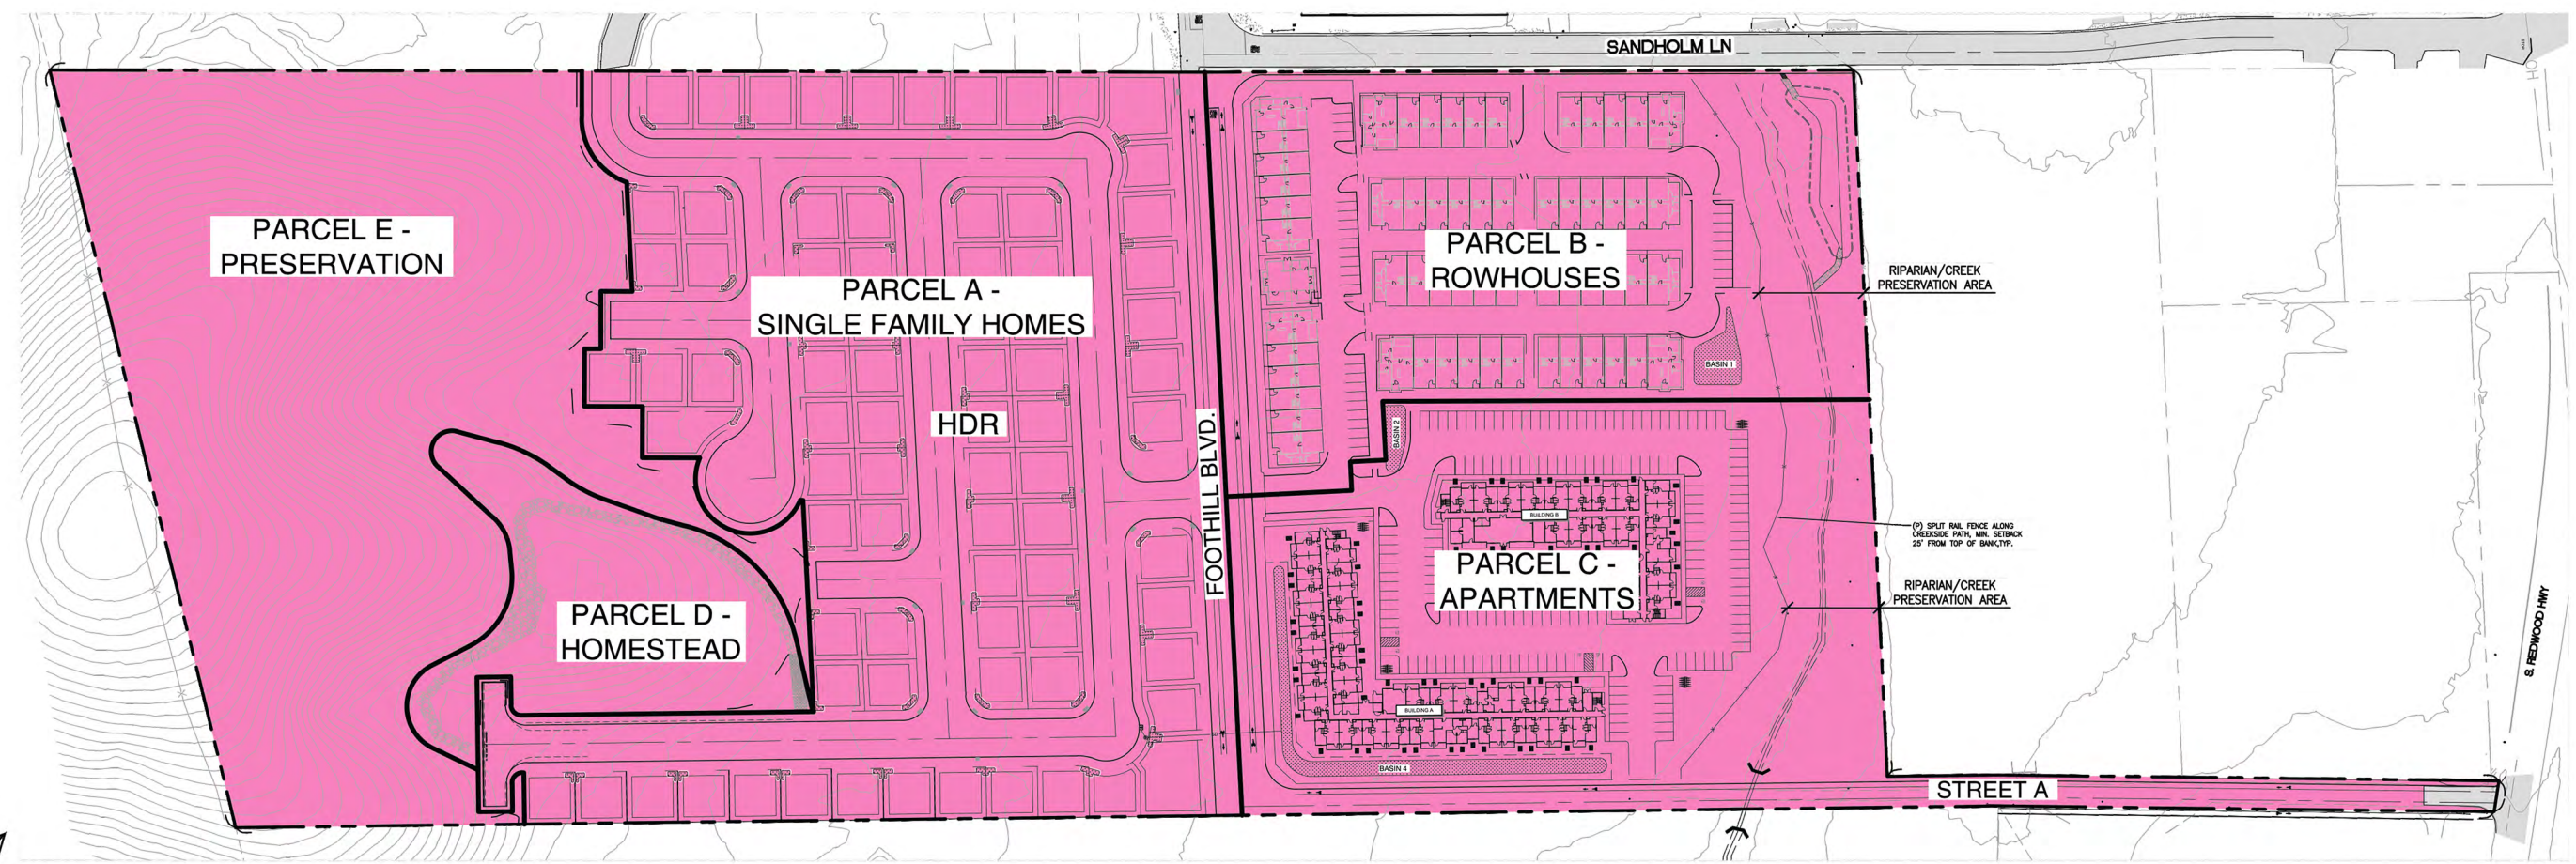 SANDHOLM LN
PARCEL E -
PRESERVATION
PARCEL A -
SINGLE FAMILY HOMES
HDR
FOOTHILL BLVD.
PARCEL B -
ROWHOUSES
BASIN 1
RIPARIAN/CREEK
PRESERVATION AREA
BASIN 2
BUILDING B
PARCEL C -
APARTMENTS
(P) SPLIT RAIL FENCE ALONG
CREEKSIDE PATH, MIN. SETBACK
25' FROM TOP OF BANK,TYP.
RIPARIAN/CREEK
PRESERVATION AREA
PARCEL D -
HOMESTEAD
BUILDING A
BASIN 4
STREET A
S. REDWOOD HWY